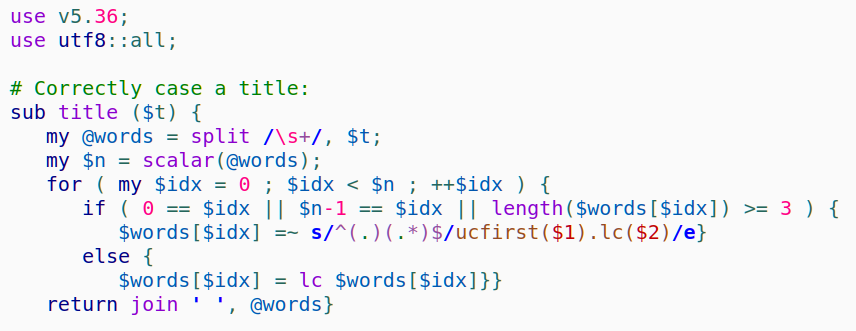 use v5.36;
use utf8::all;

# Correctly case a title:
sub title ($t) {
   my @words = split /\s+/, $t;
   my $n = scalar(@words);
   for ( my $idx = 0 ; $idx < $n ; ++$idx ) {
      if ( 0 == $idx || $n-1 == $idx || length($words[$idx]) >= 3 ) {
         $words[$idx] =~ s/^(.)(.*)$/ucfirst($1).lc($2)/e}
      else {
         $words[$idx] = lc $words[$idx]}}
   return join ' ', @words}